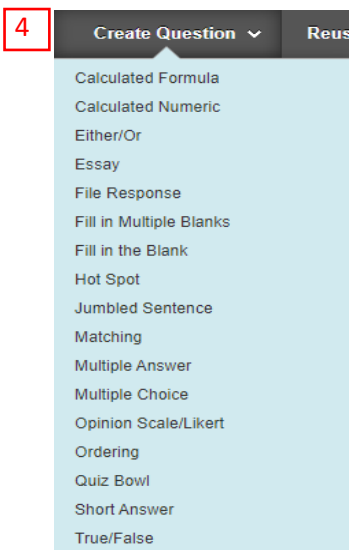 4
Create Question Reus
Calculated Formula
Calculated Numeric
Either/Or
Essay
File Response
Fill in Multiple Blanks
Fill in the Blank
Hot Spot
Jumbled Sentence
Matching
Multiple Answer
Multiple Choice
Opinion Scale/Likert
Ordering
Quiz Bowl
Short Answer
True/False